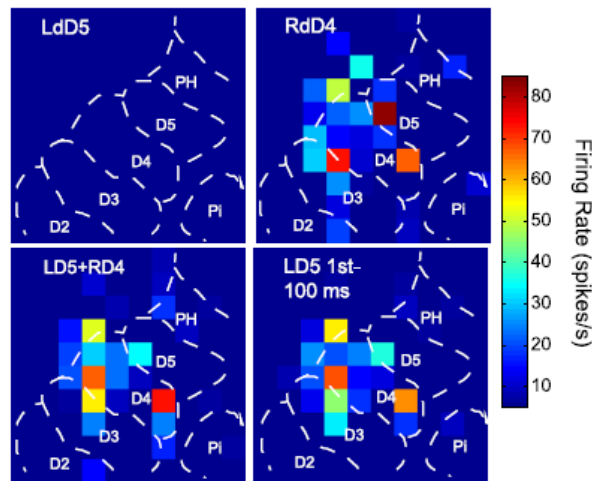 LdD5
PH
D5
D4
D3
D2
Pi
RdD4
PH
D5
D4
D3
D2
Pi
LD5+RD4
PH
D5
D4
D3
D2
Pi
LD5 1st-
100 ms
PH
D5
D4
D3
D2
Pi
80
70
60
50
40
30
20
10
Firing Rate (spikes/s)